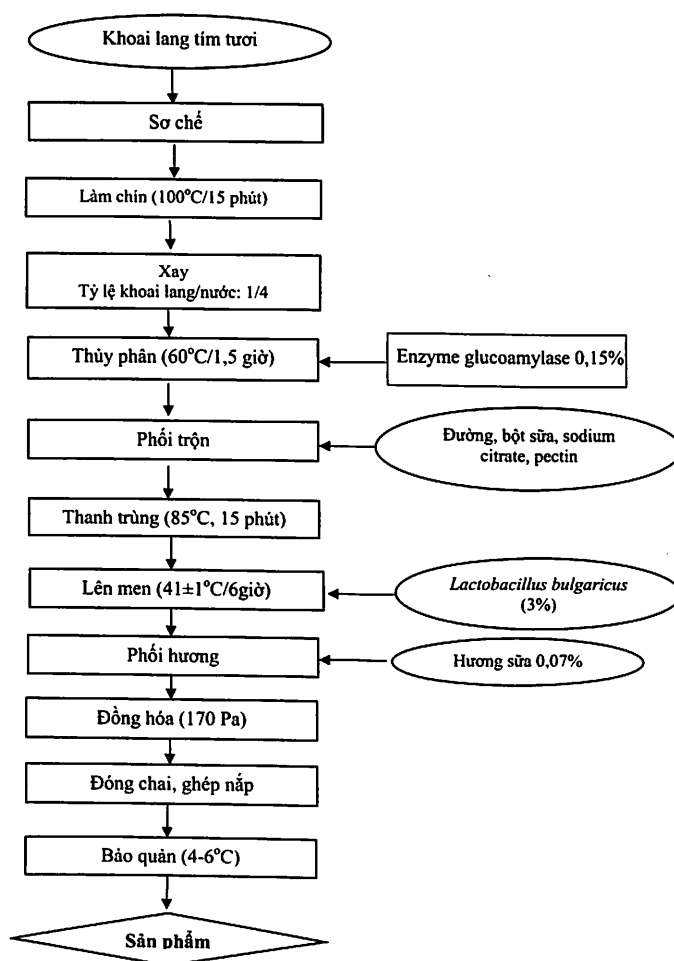 Khoai lang tím tươi
Sơ chế
Làm chín (100°C/15 phút)
Xay
Tỷ lệ khoai lang/nước: 1/4
Thủy phân (60°C/1,5 giờ)
Enzyme glucoamylase 0,15%
Phối trộn
Đường, bột sữa, sodium
citrate, pectin
Thanh trùng (85°C, 15 phút)
Lên men (41±1°C/6giờ)
Lactobacillus bulgaricus
(3%)
Phối hương
Hương sữa 0,07%
Đồng hóa (170 Pa)
Đóng chai, ghép nắp
Bảo quản (4-6°C)
Sản phẩm